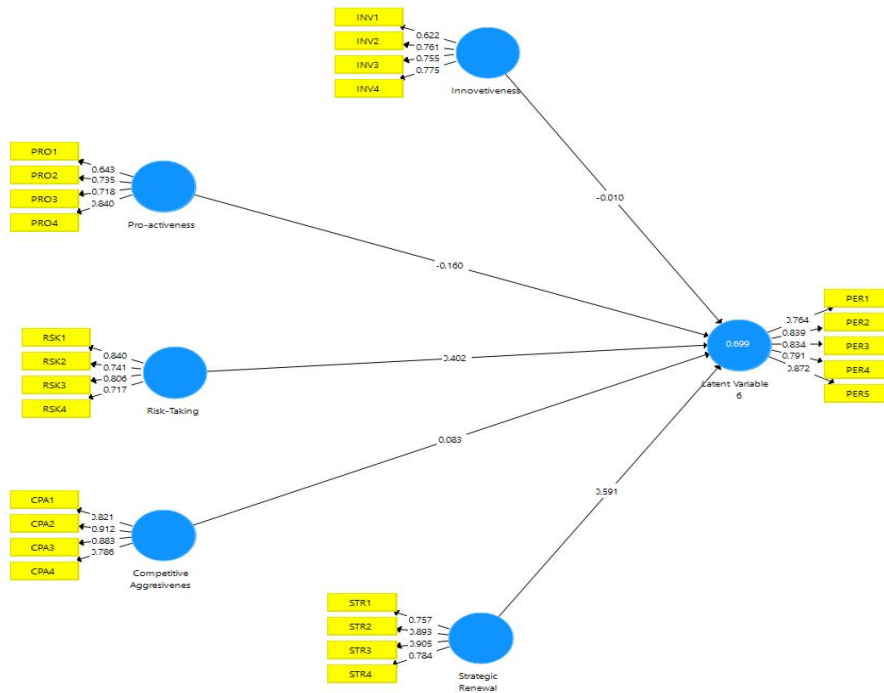 INV1
INV2
INV3
INV4
0.622
0.761
0.755
0.775
Innovetiveness
PRO1
PRO2
PRO3
PRO4
0.643
0.735
0.718
0.840
Pro-activeness
-0.010
-0.160
RSK1
RSK2
RSK3
RSK4
0.840
0.741
0.806
0.717
Risk-Taking
0.402
0.699
Latent Variable
6
0.764
0.839
0.834
0.791
0.872
PER1
PER2
PER3
PER4
PER5
0.083
CPA1
CPA2
CPA3
CPA4
0.821
0.912
0.883
0.786
Competitive
Aggresivenes
0.591
STR1
STR2
STR3
STR4
0.757
0.893
0.905
0.784
Strategic
Renewal